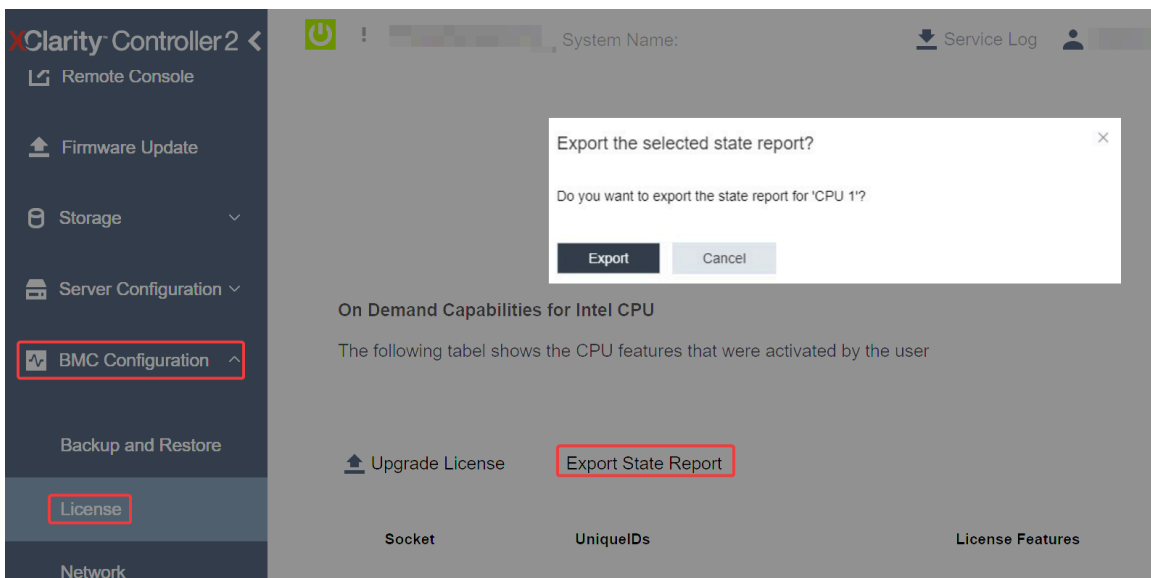 XClarity Controller 2
Remote Console
Firmware Update
Storage
Server Configuration
BMC Configuration
Backup and Restore
License
Network
System Name:
Service Log
Export the selected state report?
Do you want to export the state report for 'CPU 1'?
Export
Cancel
On Demand Capabilities for Intel CPU
The following tabel shows the CPU features that were activated by the user
Upgrade License
Export State Report
Socket
UniqueIDs
License Features